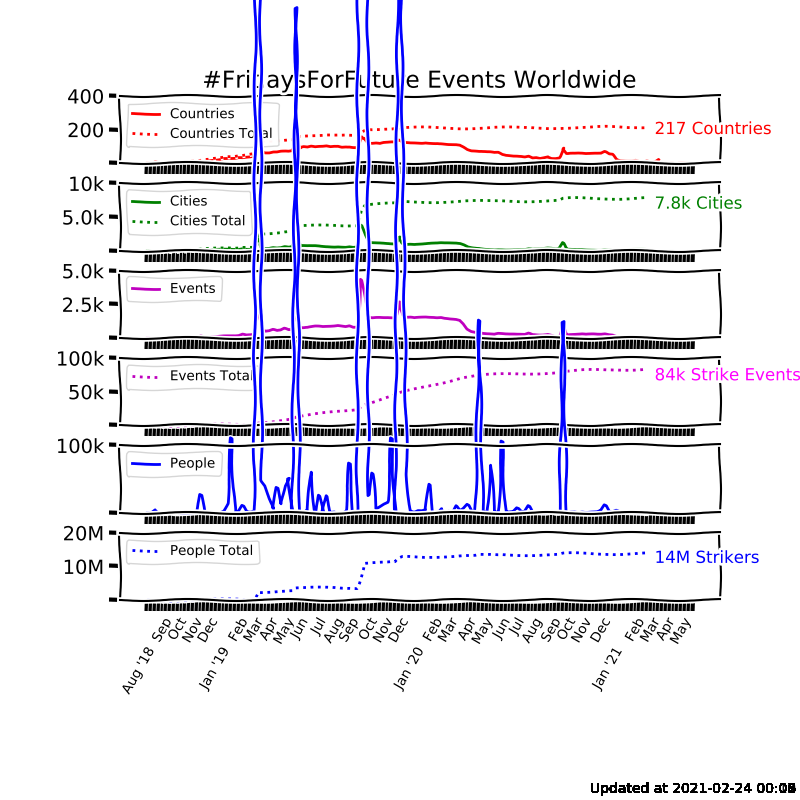 #FridaysForFuture Events Worldwide
400
200
Countries
Countries Total
217 Countries
10k
5.0k
Cities
Cities Total
7.8k Cities
5.0k
2.5k
Events
100k
50k
Events Total
84k Strike Events
100k
People
20M
10M
People Total
14M Strikers
Aug '18 Sep Oct Nov Dec Jan '19 Feb Mar Apr May Jun Jul Aug Sep Oct Nov Dec Jan '20 Feb Mar Apr May Jun Jul Aug Sep Oct Nov Dec Jan '21 Feb Mar Apr May
Updated at 2021-02-24